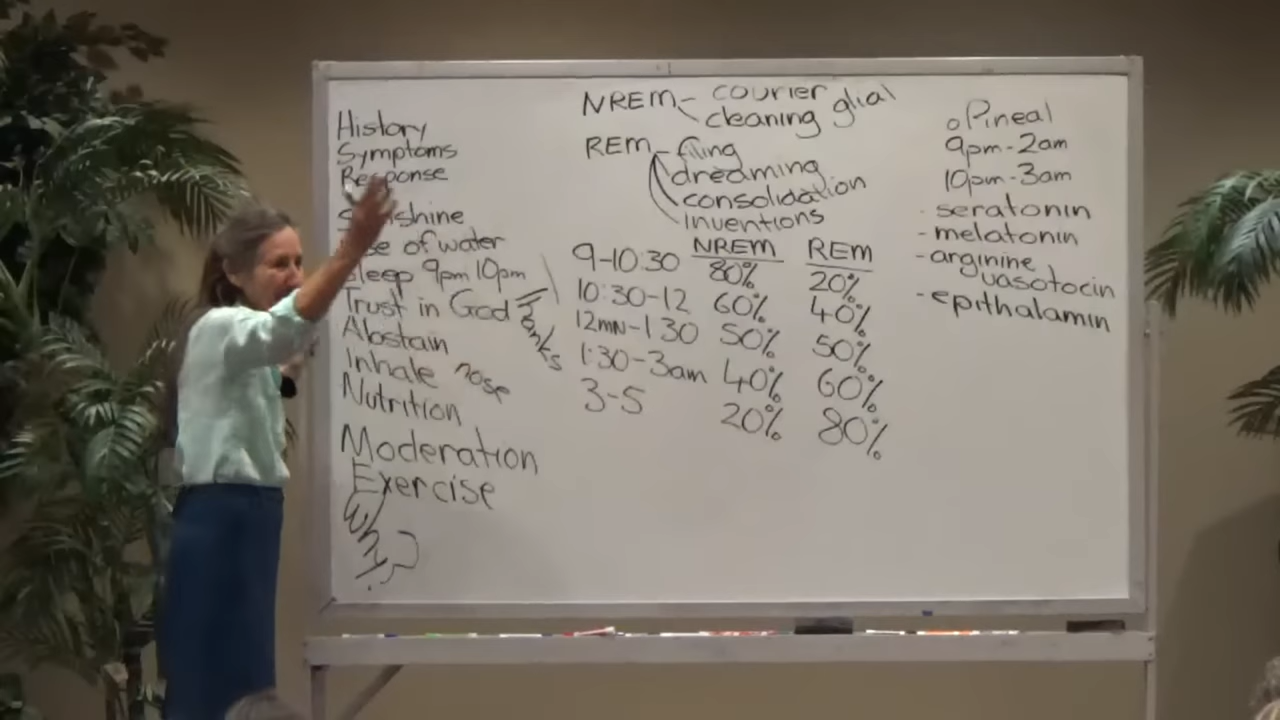 History
Symptoms
Response
Sunshine
Use of water
Sleep 9pm 10pm
Trust in God Thanks
Abstain
Inhale nose
Nutrition
Moderation
Exercise
Why?
NREM - courier
cleaning glial
REM - filing
dreaming
consolidation
inventions
NREM REM
9-10:30 80% 20%
10:30-12 60% 40%
12MN-1 30 50% 50%
1:30-3am 40% 60%
3-5 20% 80%
Pineal
9pm-2am
10pm-3am
- seratonin
- melatonin
- arginine
vasotocin
- epithalamin